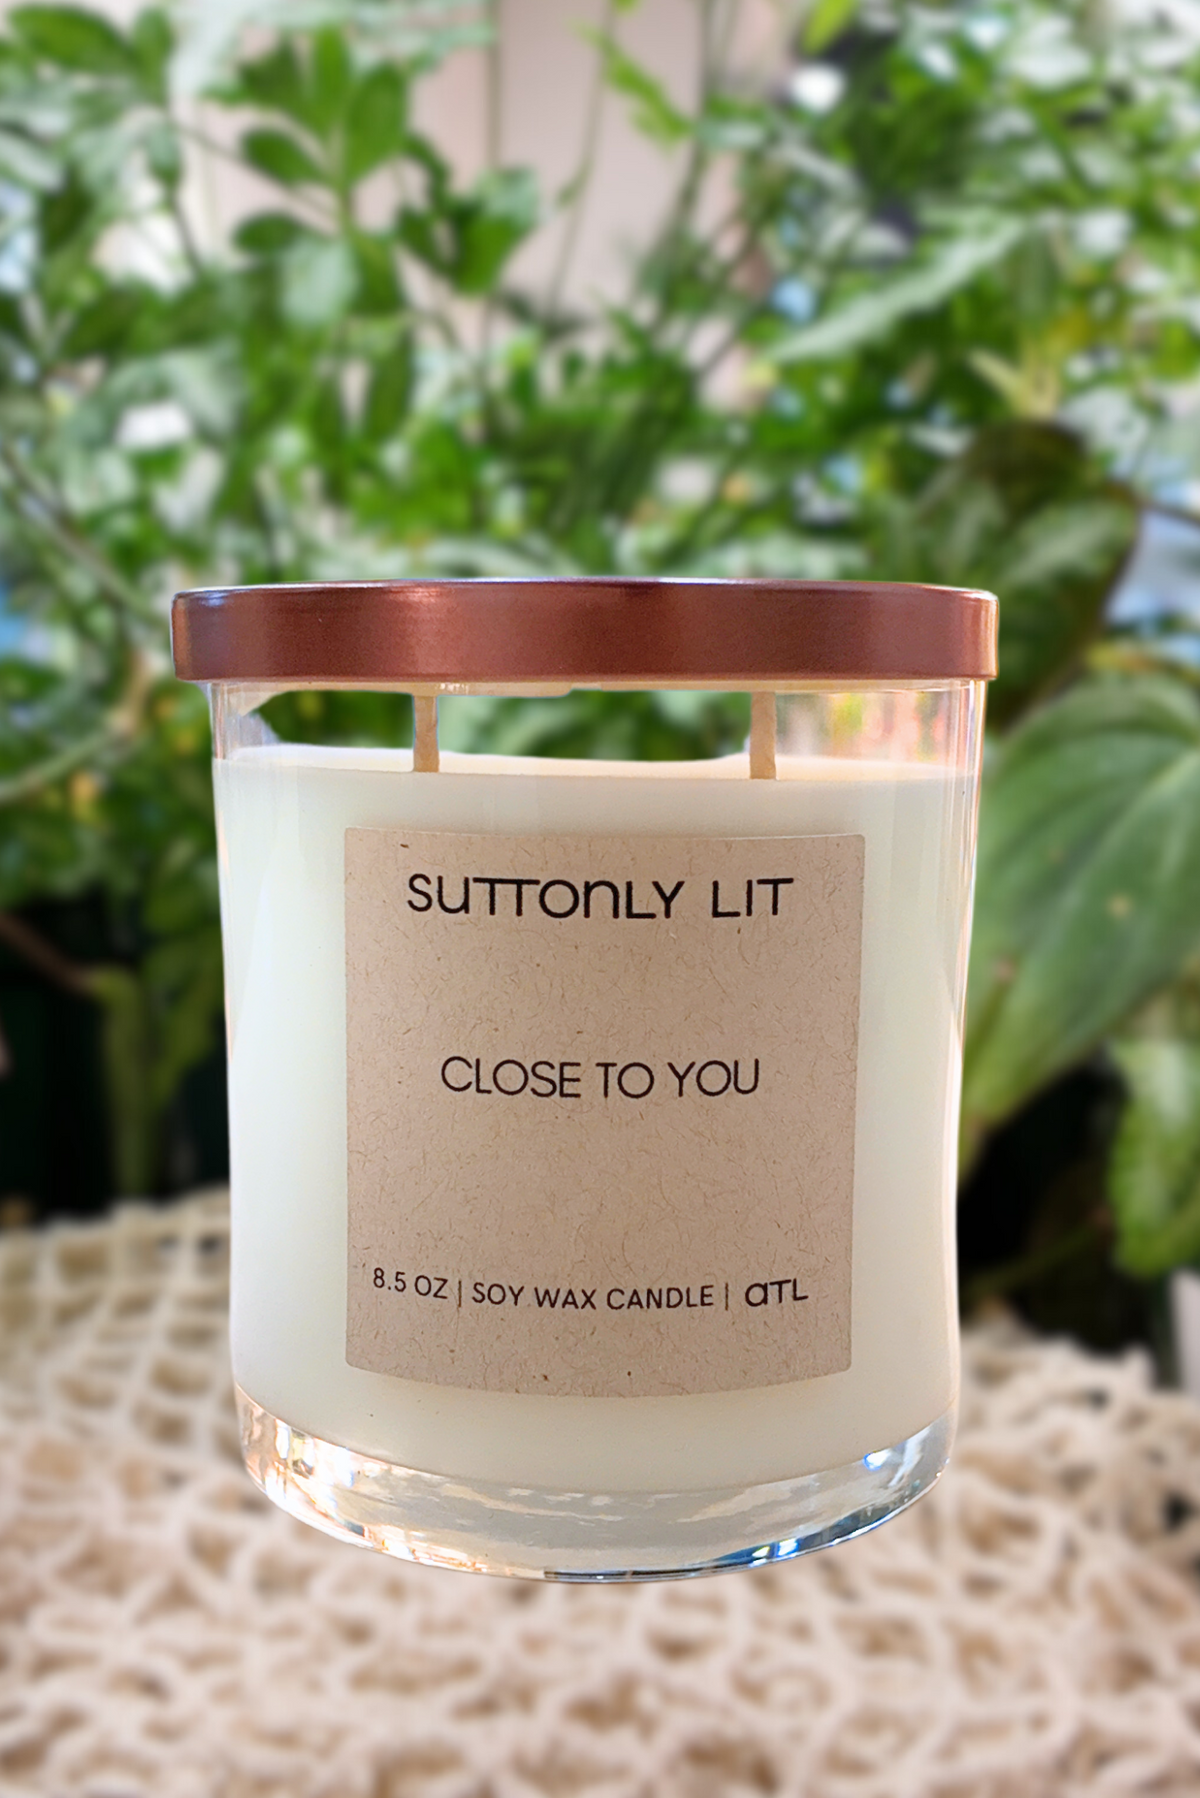 SUTTONLY LIT
CLOSE TO YOU
8.5 OZ | SOY WAX CANDLE | ATL